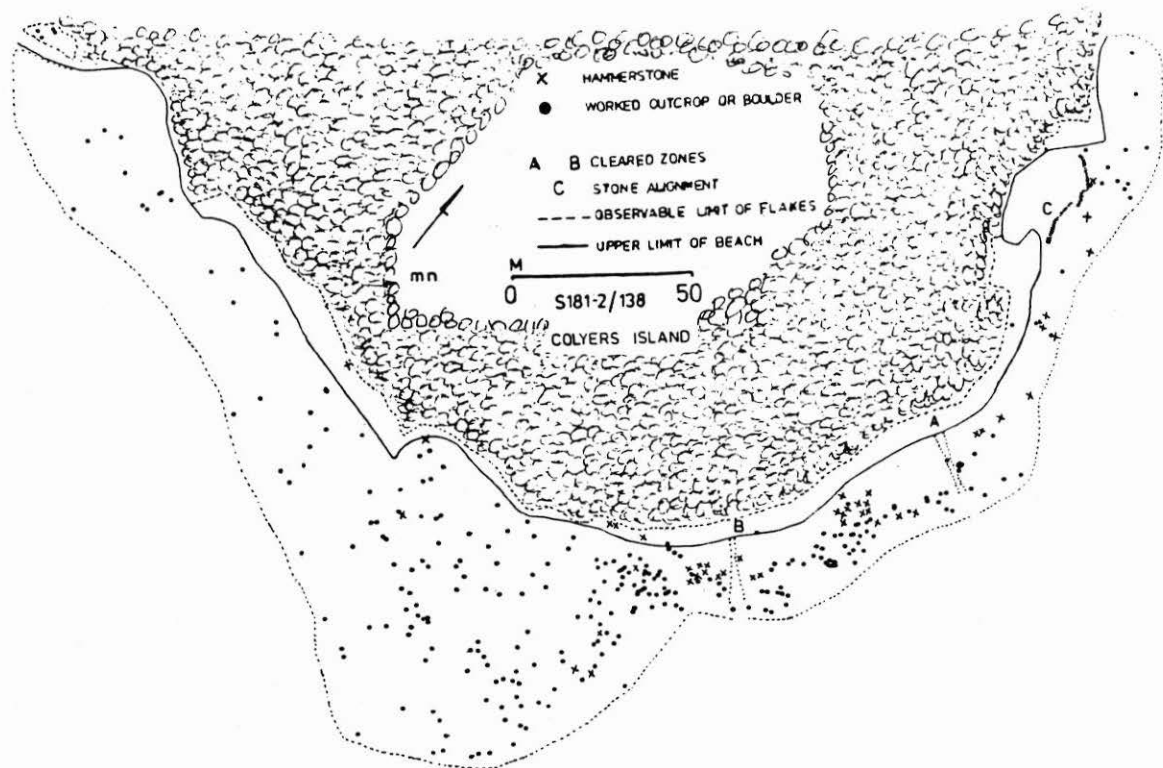 X HAMMERSTONE
● WORKED OUTCROP OR BOULDER
A B CLEARED ZONES
C STONE ALIGNMENT
----- OBSERVABLE LIMIT OF FLAKES
——— UPPER LIMIT OF BEACH
mn
M
0 50
S181-2/138
COLYERS ISLAND
C
A
B